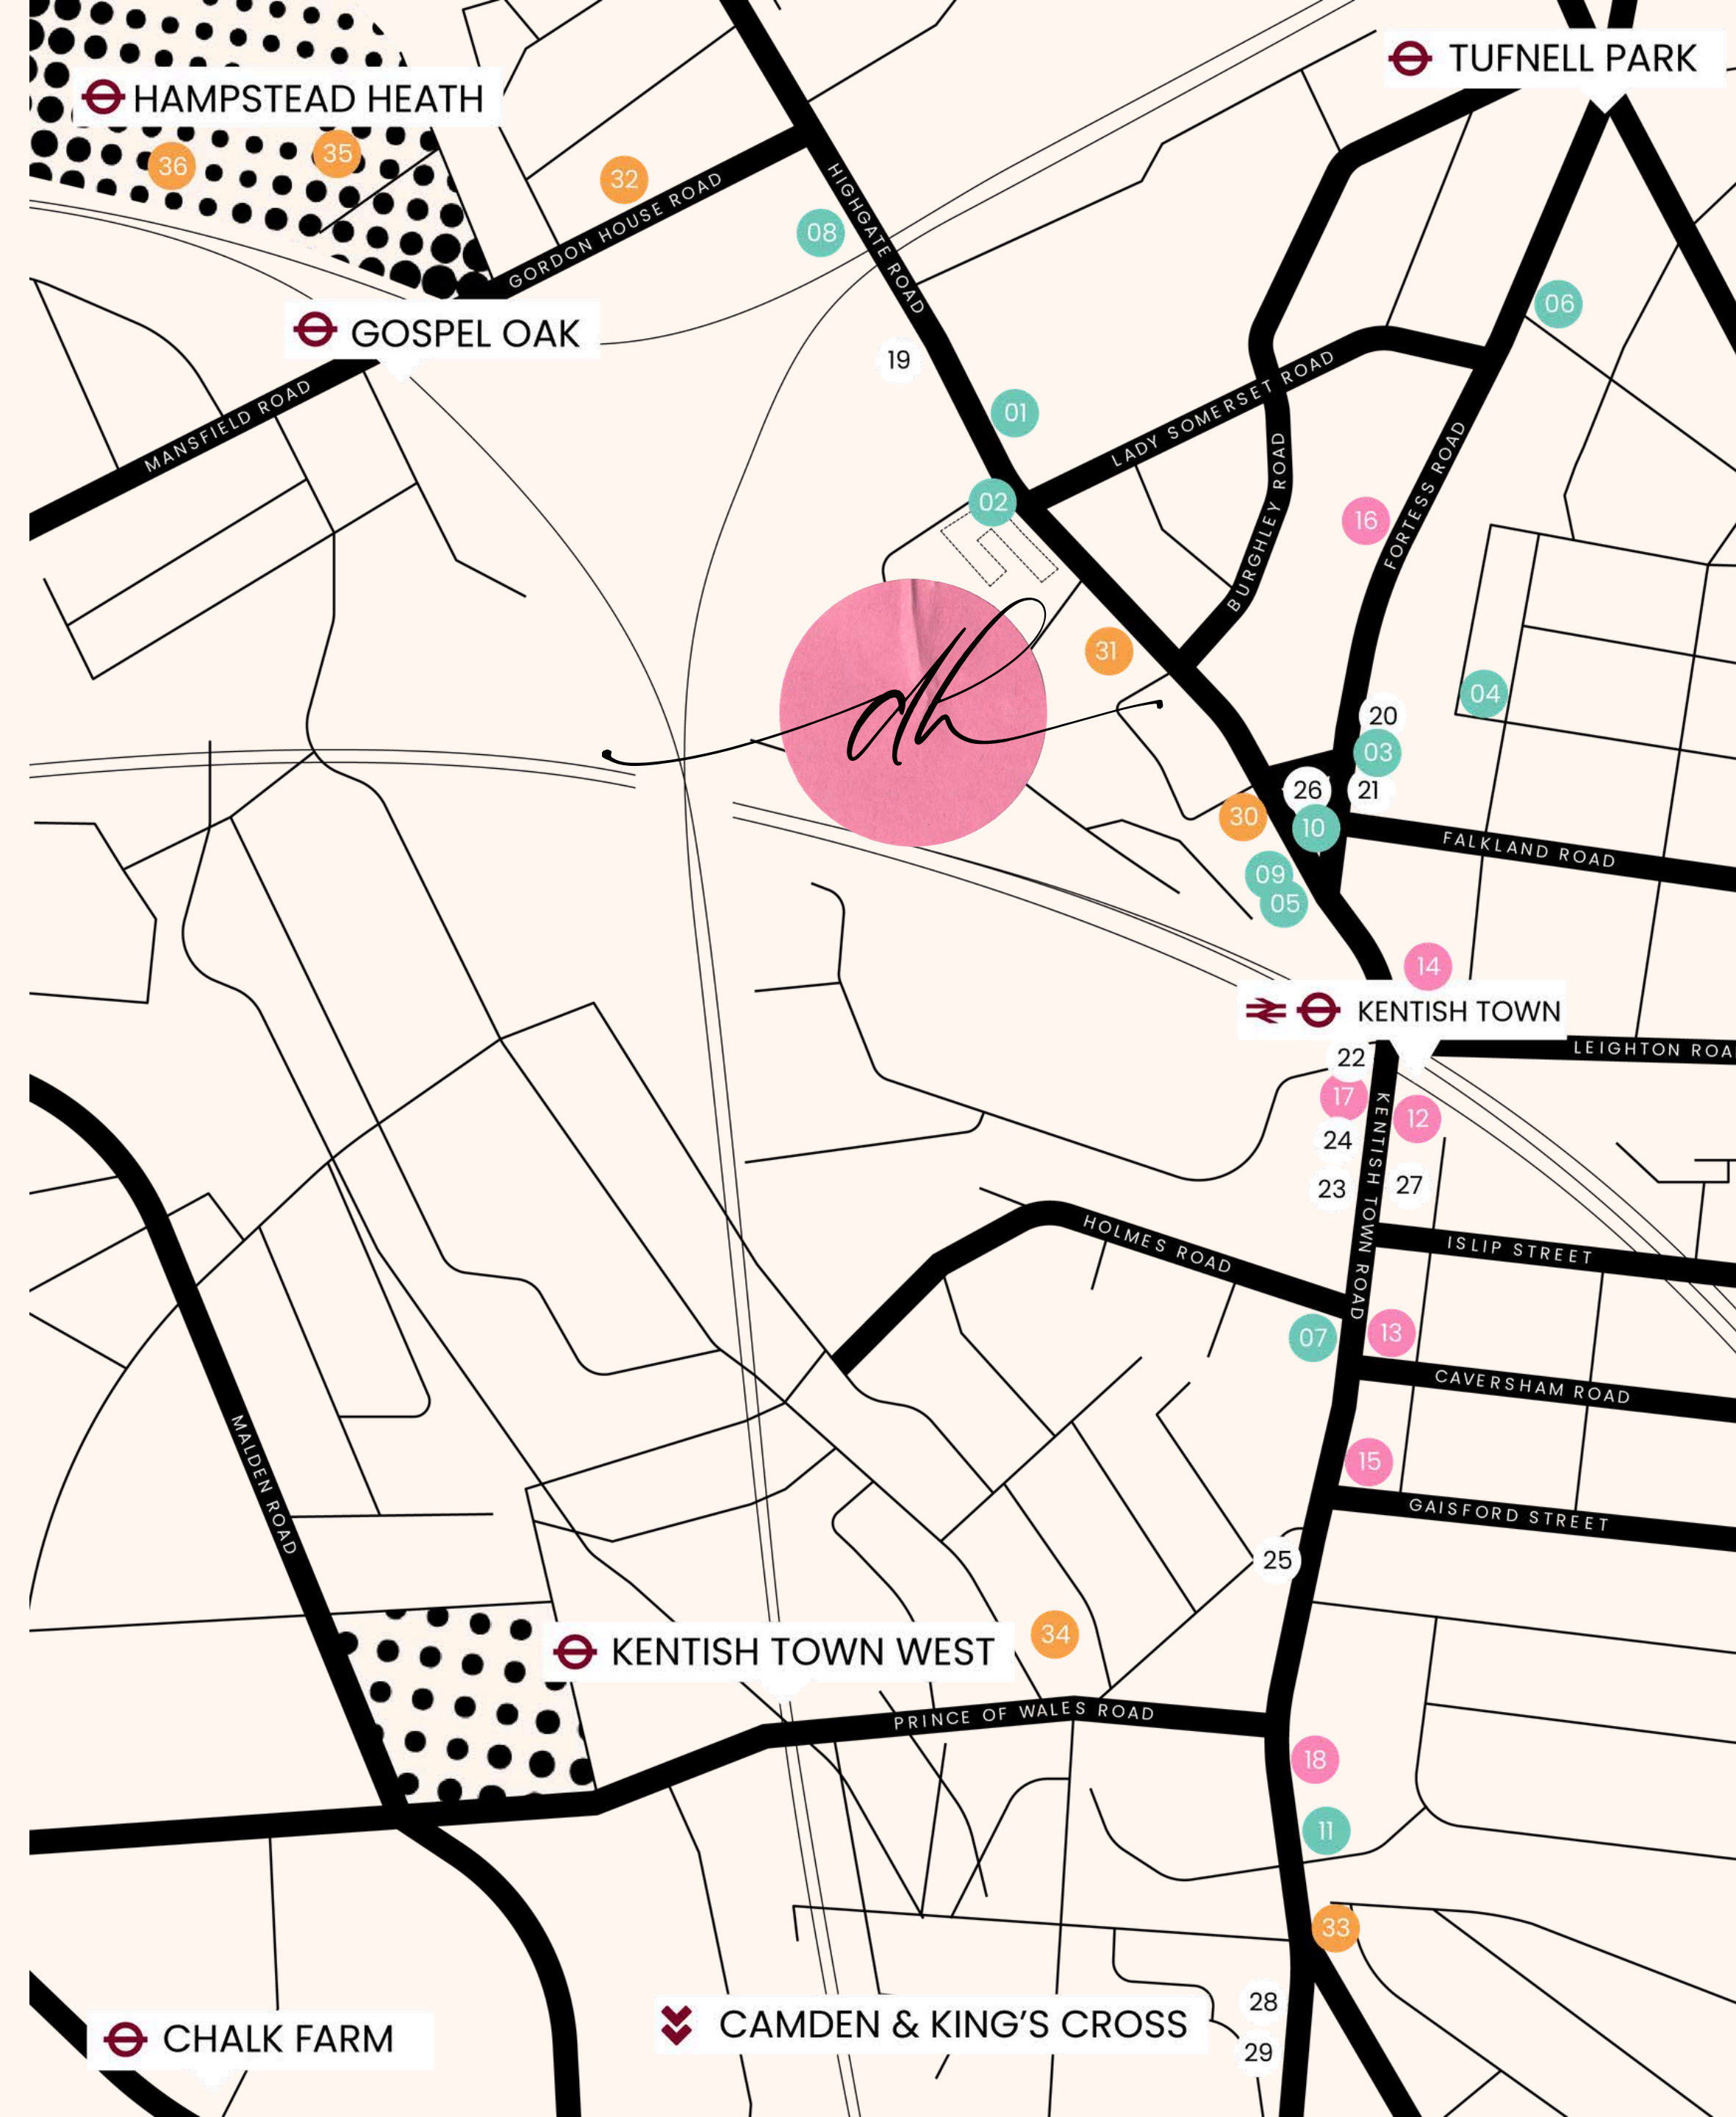 TUFNELL PARK
HAMPSTEAD HEATH
36
35
32
GORDON HOUSE ROAD
08
HIGHGATE ROAD
06
GOSPEL OAK
19
MANSFIELD ROAD
01
LADY SOMERSET ROAD
02
BURGHLEY ROAD
16
FORTESS ROAD
31
dh
04
20
03
26
21
30
10
FALKLAND ROAD
09
05
14
KENTISH TOWN
LEIGHTON ROA
22
17
12
24
23
27
KENTISH TOWN ROAD
HOLMES ROAD
ISLIP STREET
07
13
CAVERSHAM ROAD
MALDEN ROAD
15
GAISFORD STREET
25
34
KENTISH TOWN WEST
PRINCE OF WALES ROAD
18
11
33
28
CAMDEN & KING'S CROSS
CHALK FARM
29